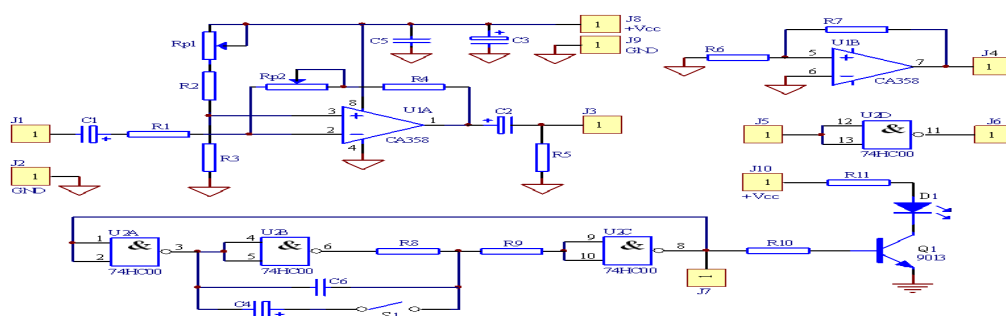 J8
1
+Vcc
J9
1
GND
Rp1
C5
C3
R7
R6
U1B
5
6
7
CA358
J4
1
R2
Rp2
R4
8
U1A
3
2
1
4
CA358
C2
J3
1
J1
1
C1
R1
R3
R5
J2
1
GND
J5
1
U2D
12
13
&
11
74HC00
J6
1
J10
1
+Vcc
R11
D1
U2A
1
2
&
3
74HC00
U2B
4
5
&
6
74HC00
R8
R9
U2C
9
10
&
8
74HC00
R10
Q1
9013
J7
1
C6
C4
S1